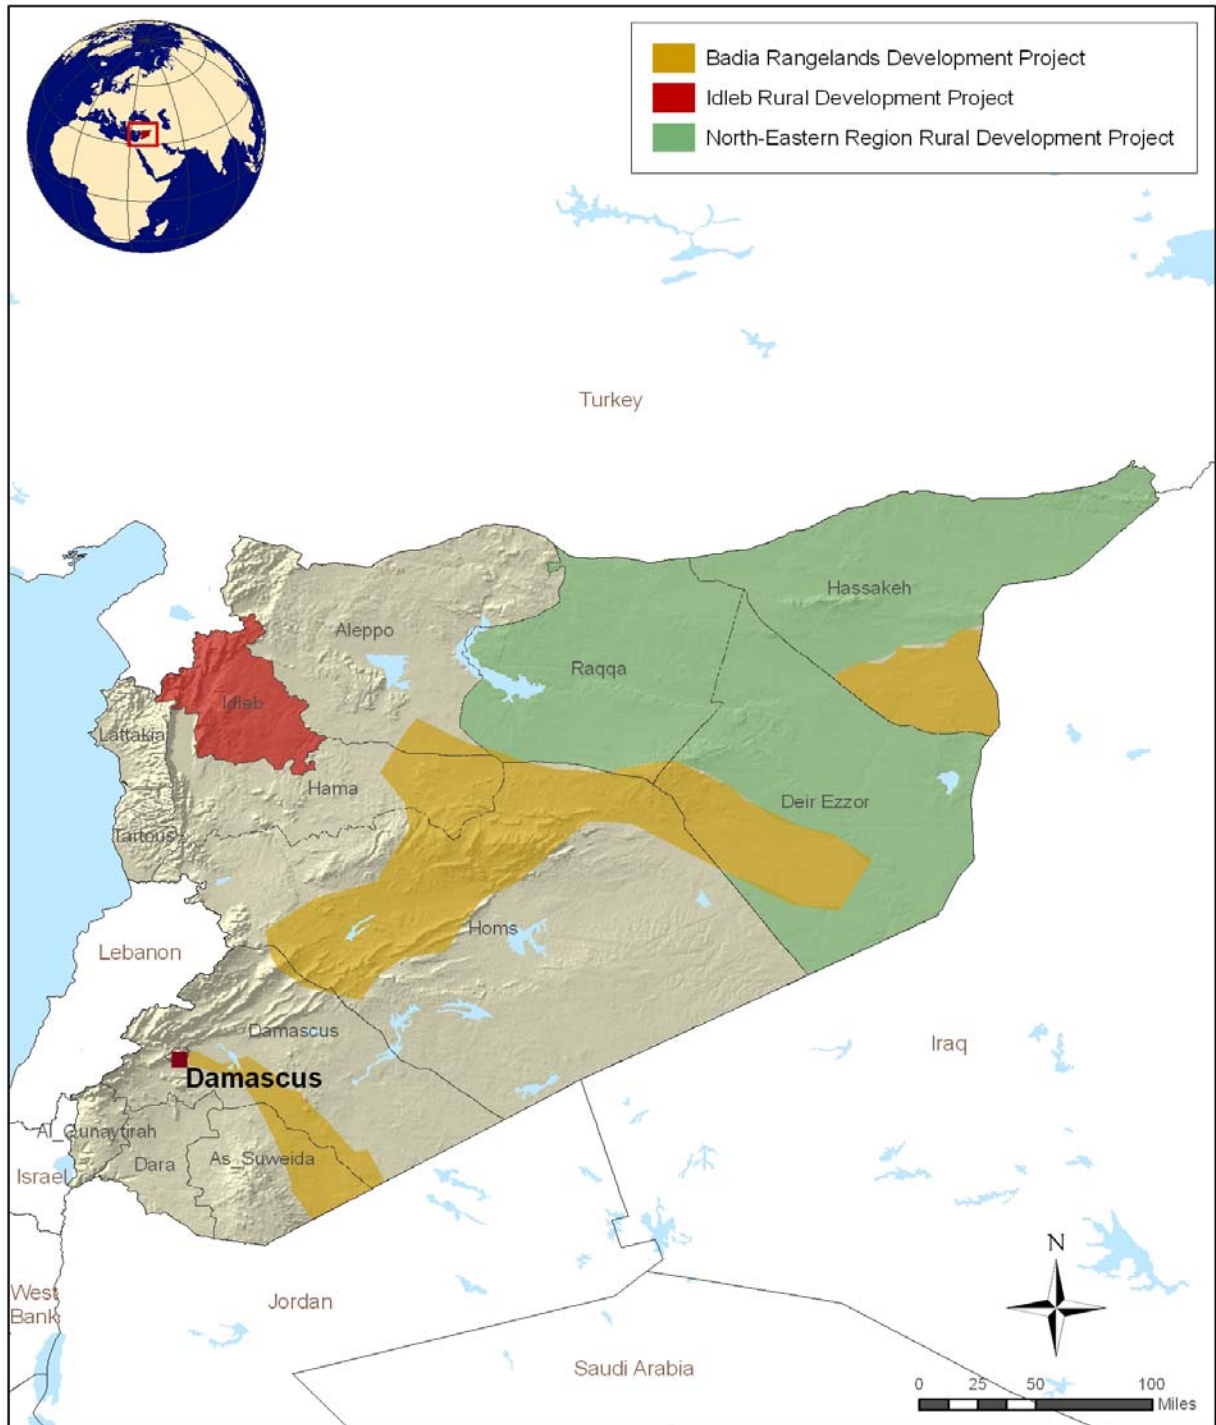 Badia Rangelands Development Project
Idleb Rural Development Project
North-Eastern Region Rural Development Project
Turkey
Hassakeh
Aleppo
Raqqa
Idleb
Lattakia
Hama
Deir Ezzor
Tartous
Homs
Lebanon
Damascus
Iraq
Damascus
Al_Qunaytirah
As_Suweida
Dara
Israel
N
West
Bank
Jordan
Saudi Arabia
0 25 50 100
Miles